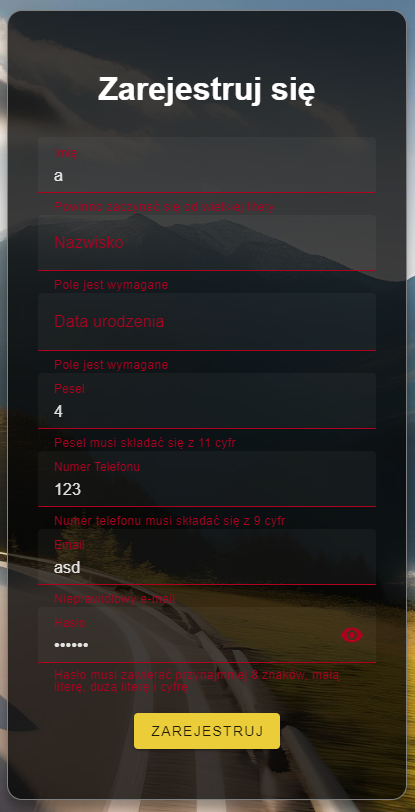 Zarejestruj się
Imię
a
Powinno zaczynać się od wielkiej litery
Nazwisko
Pole jest wymagane
Data urodzenia
Pole jest wymagane
Pesel
4
Pesel musi składać się z 11 cyfr
Numer Telefonu
123
Numer telefonu musi składać się z 9 cyfr
Email
asd
Nieprawidłowy e-mail
Hasło
••••••
Hasło musi zawierać przynajmniej 8 znaków, małą
literę, dużą literę i cyfrę
ZAREJESTRUJ